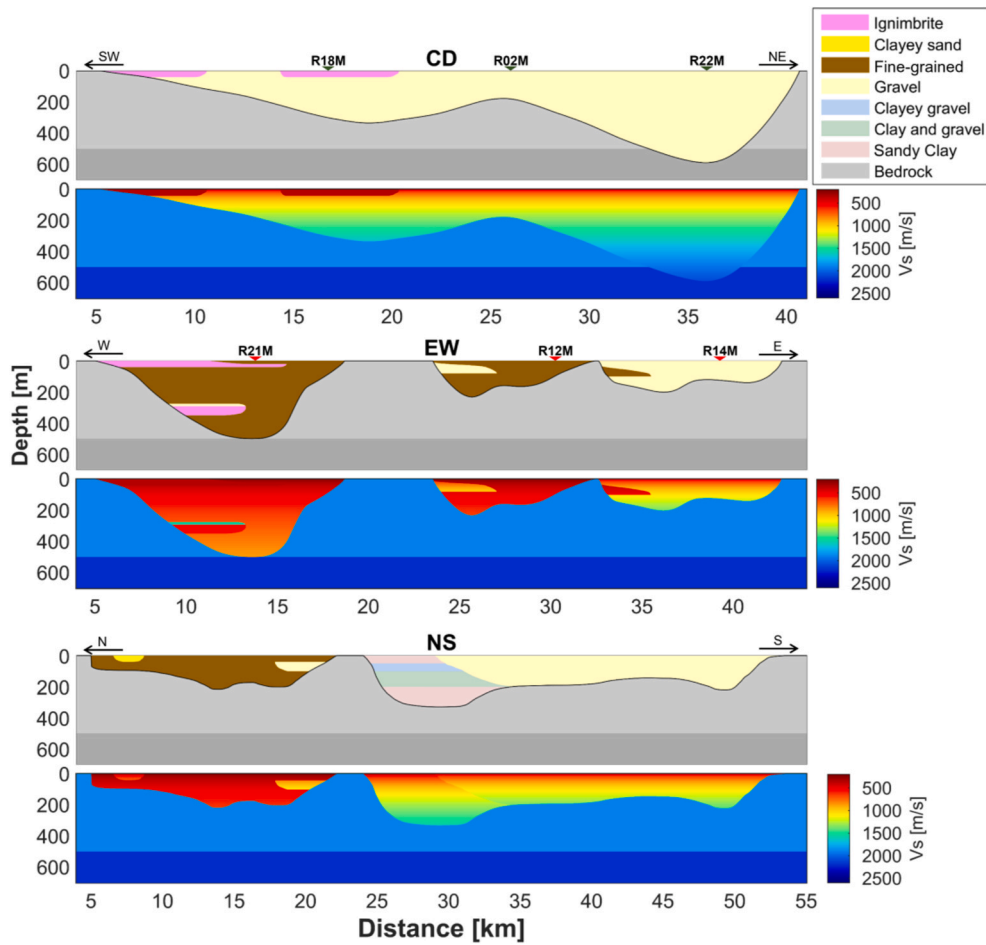 Ignimbrite
Clayey sand
Fine-grained
Gravel
Clayey gravel
Clay and gravel
Sandy Clay
Bedrock
SW R18M CD R02M R22M NE
0
200
400
600
0
200
400
600
5 10 15 20 25 30 35 40
500
1000
1500
2000
2500
Vs [m/s]
W R21M EW R12M R14M E
0
200
400
600
0
200
400
600
5 10 15 20 25 30 35 40
500
1000
1500
2000
2500
Vs [m/s]
Depth [m]
N NS S
0
200
400
600
0
200
400
600
5 10 15 20 25 30 35 40 45 50 55
500
1000
1500
2000
2500
Vs [m/s]
Distance [km]